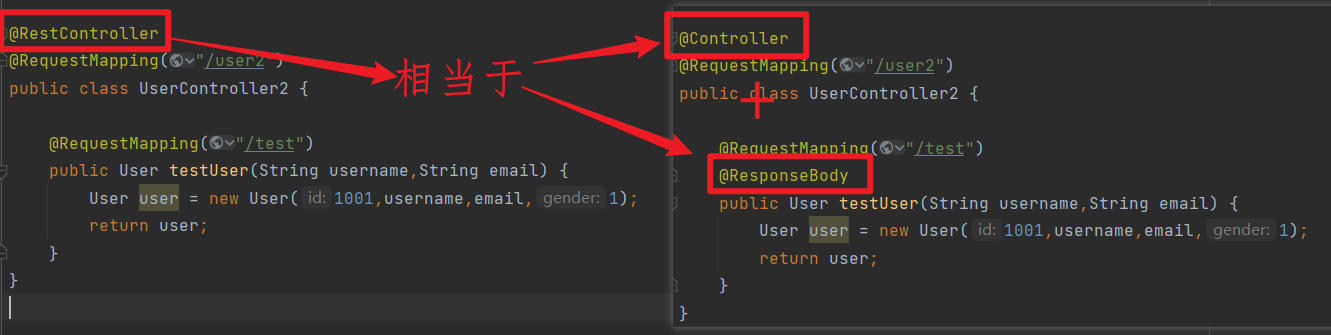 @RestController
@RequestMapping("/user2")
public class UserController2 {
@RequestMapping("/test")
public User testUser(String username,String email) {
User user = new User( id: 1001,username,email, gender: 1);
return user;
}
}
相当于
@Controller
@RequestMapping("/user2")
public class UserController2 {
@RequestMapping("/test")
@ResponseBody
public User testUser(String username,String email) {
User user = new User( id: 1001,username,email, gender: 1);
return user;
}
}